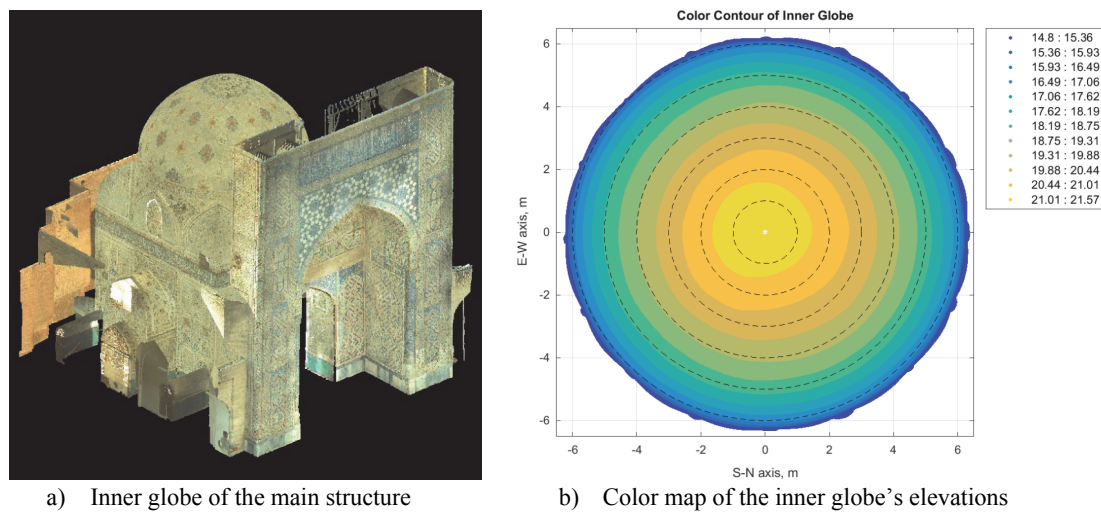 Color Contour of Inner Globe
14.8 : 15.36
15.36 : 15.93
15.93 : 16.49
16.49 : 17.06
17.06 : 17.62
17.62 : 18.19
18.19 : 18.75
18.75 : 19.31
19.31 : 19.88
19.88 : 20.44
20.44 : 21.01
21.01 : 21.57
6
4
2
0
-2
-4
-6
E-W axis, m
-6 -4 -2 0 2 4 6
S-N axis, m
a) Inner globe of the main structure
b) Color map of the inner globe’s elevations